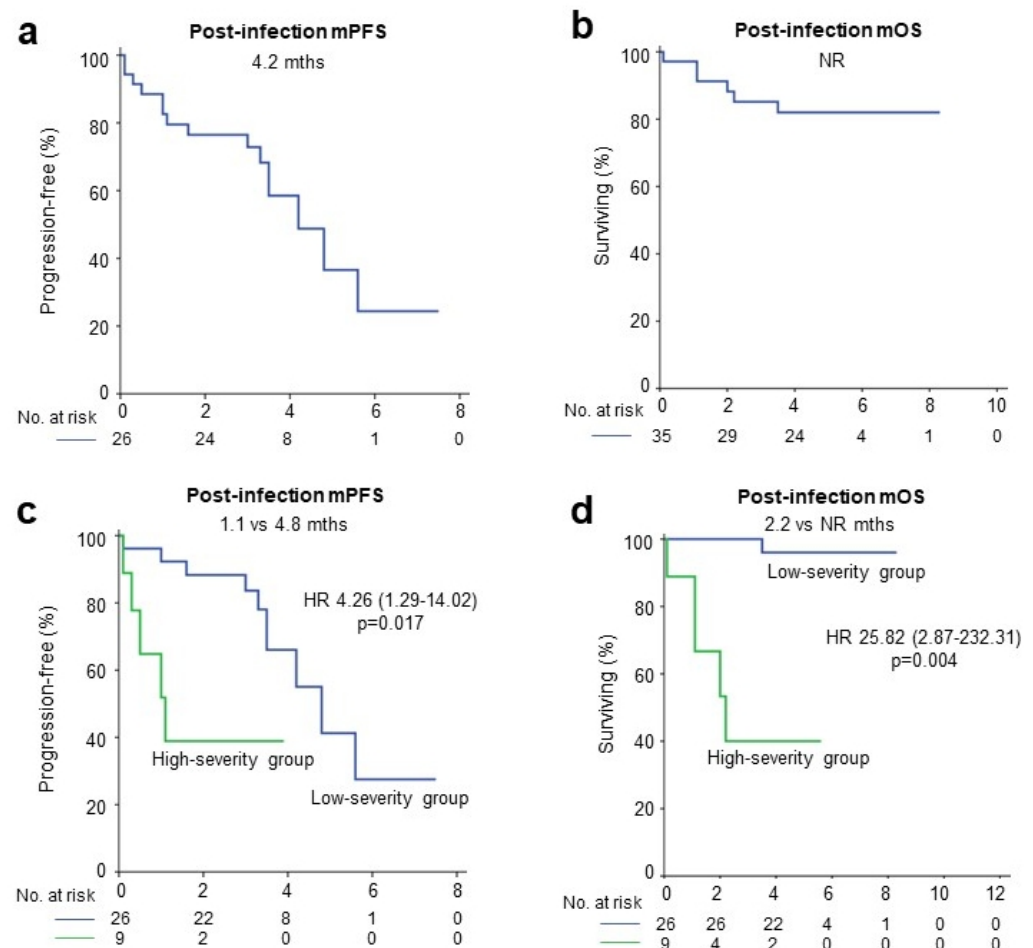 a
Post-infection mPFS
4.2 mths
100
80
60
40
20
0
Progression-free (%)
0 2 4 6 8
No. at risk
26 24 8 1 0
b
Post-infection mOS
NR
100
80
60
40
20
0
Surviving (%)
0 2 4 6 8 10
No. at risk
35 29 24 4 1 0
c
Post-infection mPFS
1.1 vs 4.8 mths
100
80
60
40
20
0
Progression-free (%)
HR 4.26 (1.29-14.02)
p=0.017
High-severity group
Low-severity group
0 2 4 6 8
No. at risk
26 22 8 1 0
9 2 0 0 0
d
Post-infection mOS
2.2 vs NR mths
100
80
60
40
20
0
Surviving (%)
Low-severity group
HR 25.82 (2.87-232.31)
p=0.004
High-severity group
0 2 4 6 8 10 12
No. at risk
26 26 22 4 1 0 0
9 4 2 0 0 0 0